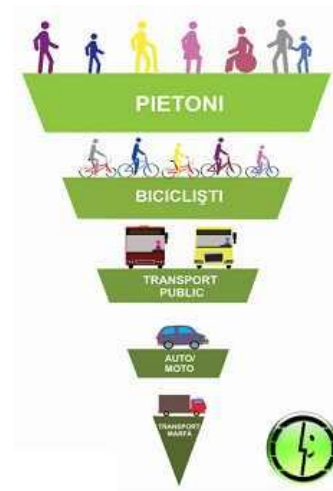 PIETONI
BICICLIŞTI
TRANSPORT
PUBLIC
AUTO/
MOTO
TRANSPORT
MARFĂ